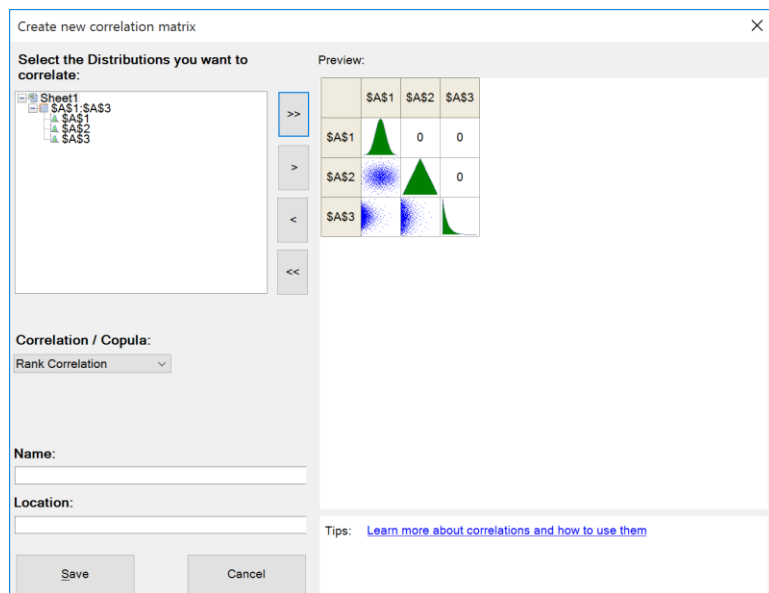 Create new correlation matrix
Select the Distributions you want to
correlate:
Sheet1
$A$1:$A$3
$A$1
$A$2
$A$3
>>
>
<
<<
Correlation / Copula:
Rank Correlation
Name:
Location:
Save
Cancel
Preview:
$A$1 $A$2 $A$3
$A$1 0 0
$A$2 0
$A$3
Tips: Learn more about correlations and how to use them